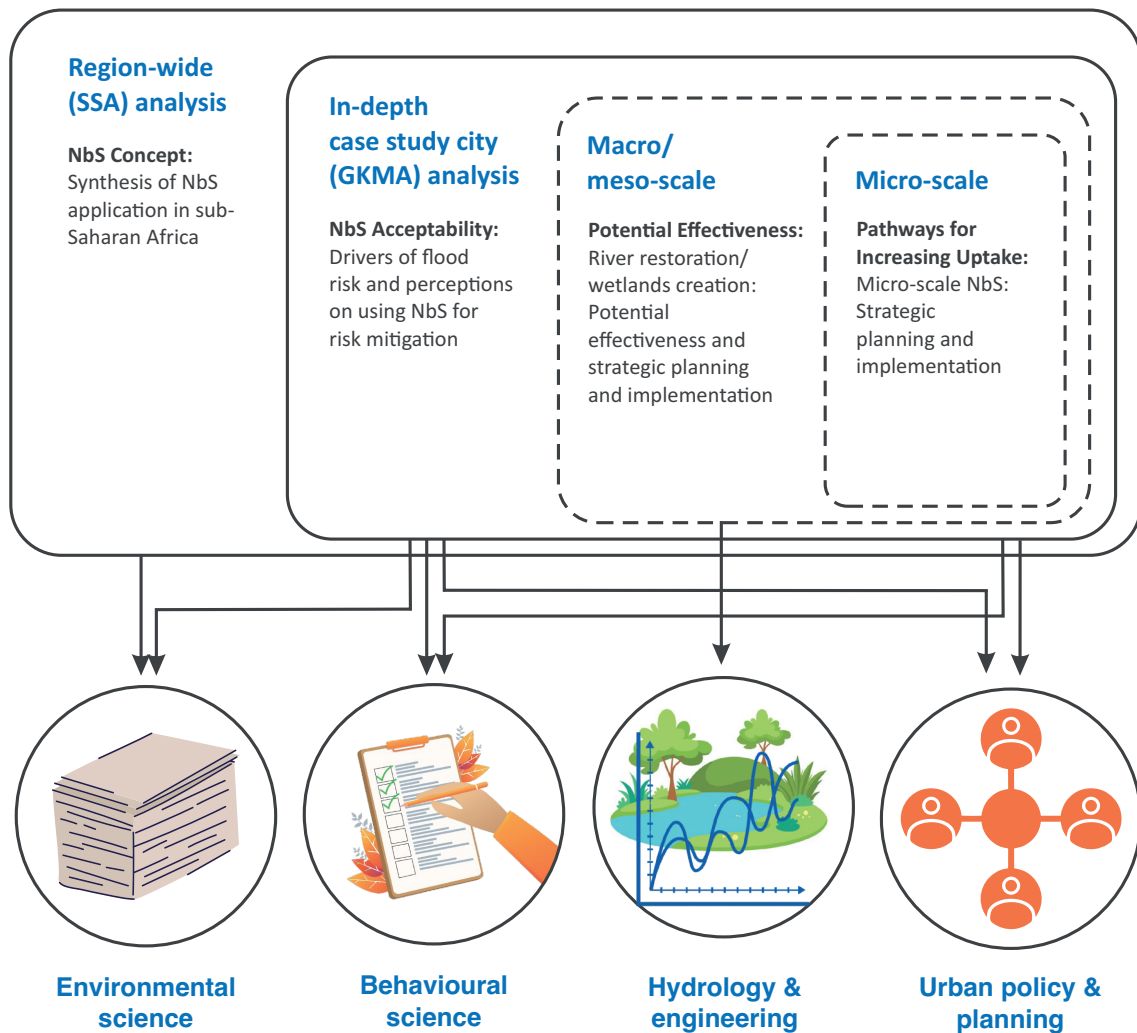 Region-wide
(SSA) analysis
NbS Concept:
Synthesis of NbS
application in sub-
Saharan Africa
In-depth
case study city
(GKMA) analysis
NbS Acceptability:
Drivers of flood
risk and perceptions
on using NbS for
risk mitigation
Macro/
meso-scale
Potential Effectiveness:
River restoration/
wetlands creation:
Potential
effectiveness and
strategic planning
and implementation
Micro-scale
Pathways for
Increasing Uptake:
Micro-scale NbS:
Strategic
planning and
implementation
Environmental
science
Behavioural
science
Hydrology &
engineering
Urban policy &
planning